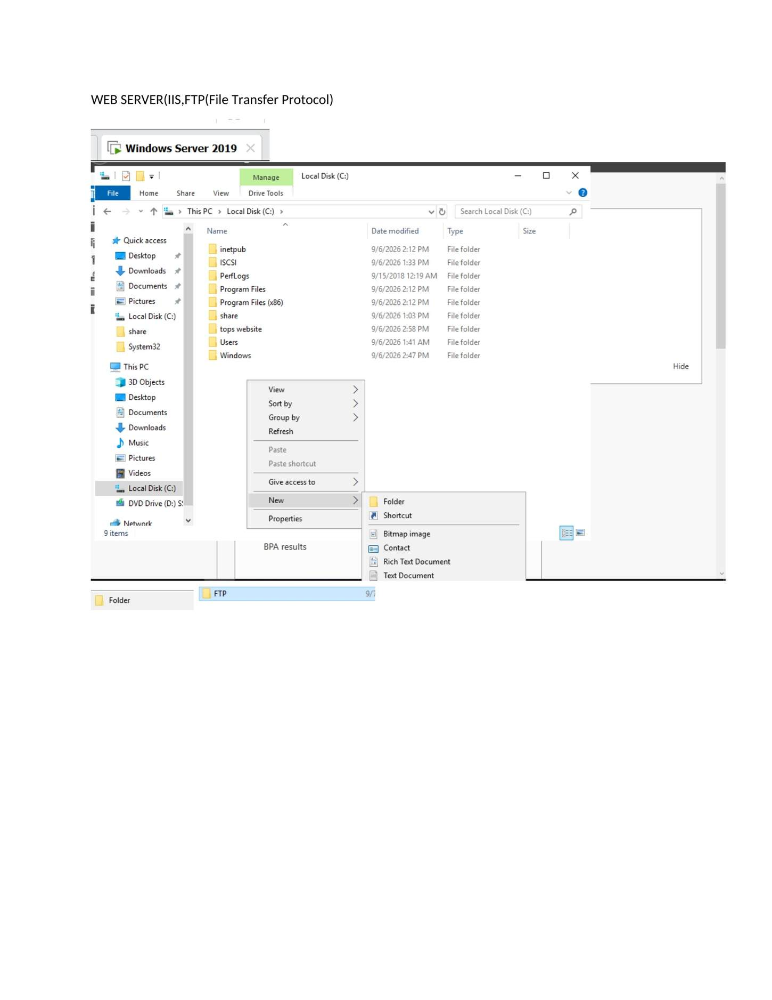 WEB SERVER(IIS,FTP(File Transfer Protocol)
Windows Server 2019
Manage Local Disk (C:)
File Home Share View Drive Tools
This PC Local Disk (C:) Search Local Disk (C:)
Name Date modified Type Size
Quick access
Desktop
Downloads
Documents
Pictures
Local Disk (C:)
share
System32
This PC
3D Objects
Desktop
Documents
Downloads
Music
Pictures
Videos
Local Disk (C:)
DVD Drive (D:) S
Network
9 items
inetpub 9/6/2026 2:12 PM File folder
ISCSI 9/6/2026 1:33 PM File folder
PerfLogs 9/15/2018 12:19 AM File folder
Program Files 9/6/2026 2:12 PM File folder
Program Files (x86) 9/6/2026 2:12 PM File folder
share 9/6/2026 1:03 PM File folder
tops website 9/6/2026 2:58 PM File folder
Users 9/6/2026 1:41 AM File folder
Windows 9/6/2026 2:47 PM File folder
Hide
View
Sort by
Group by
Refresh
Paste
Paste shortcut
Give access to
New
Properties
Folder
Shortcut
Bitmap image
Contact
Rich Text Document
Text Document
BPA results
Folder
FTP 9/7